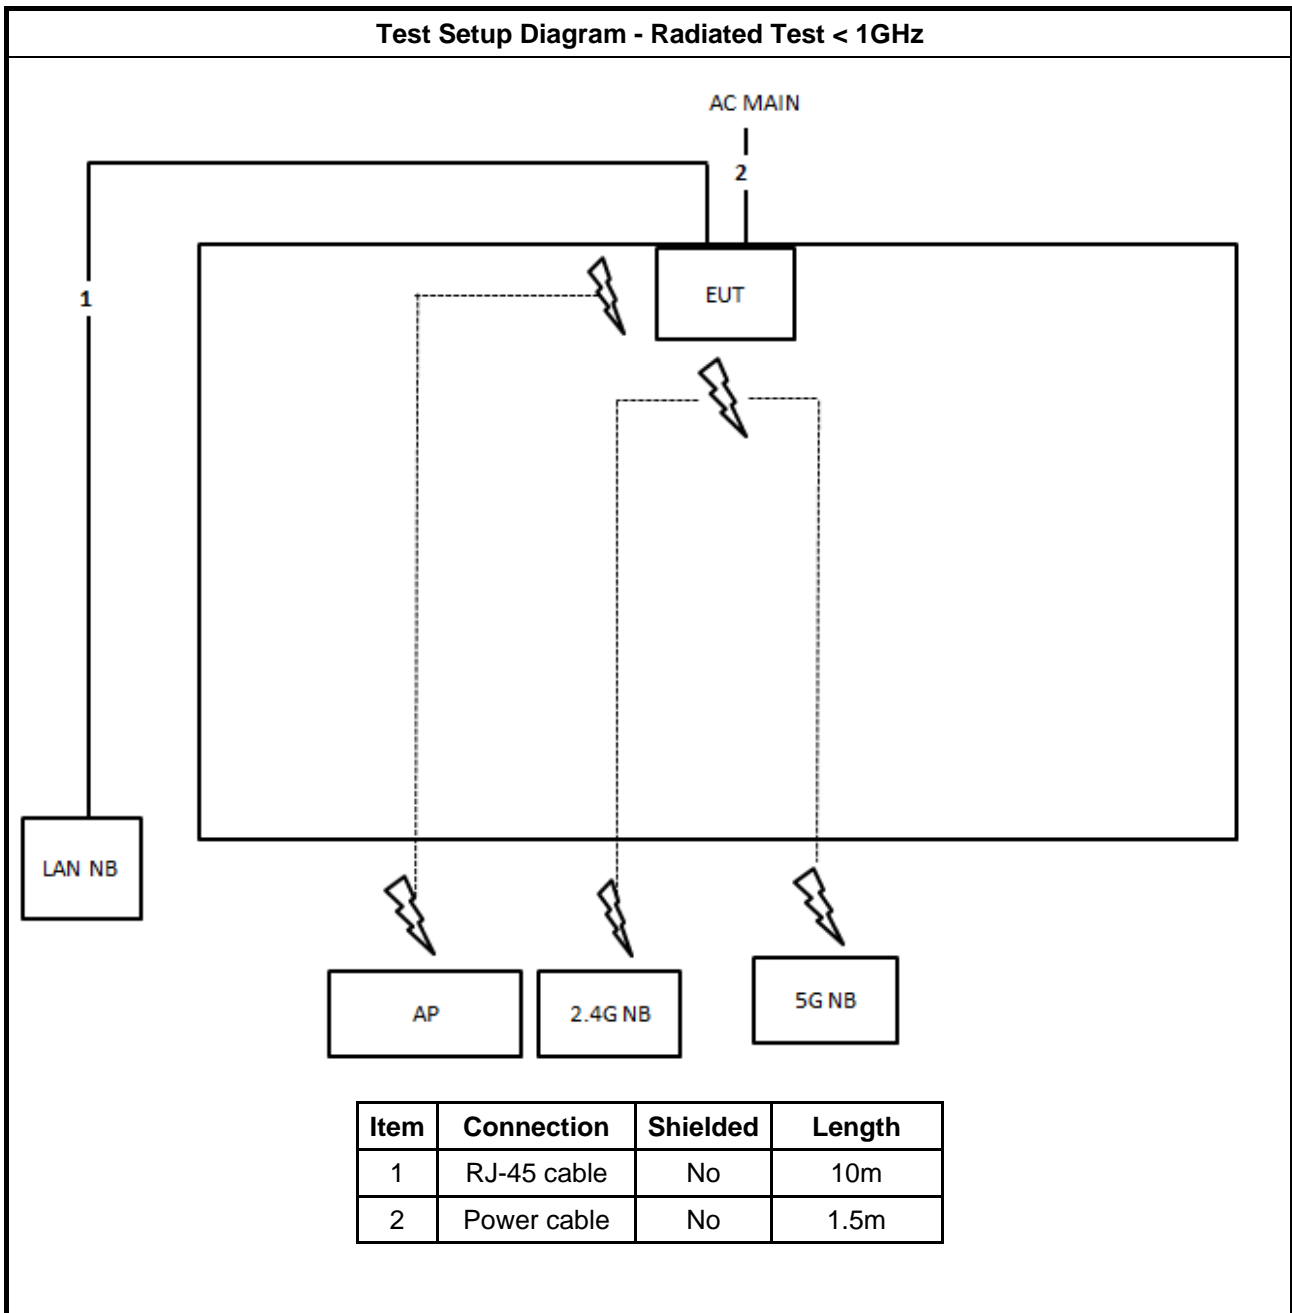 Test Setup Diagram - Radiated Test < 1GHz
AC MAIN
2
1
EUT
LAN NB
AP
2.4G NB
5G NB
Item Connection Shielded Length
1 RJ-45 cable No 10m
2 Power cable No 1.5m